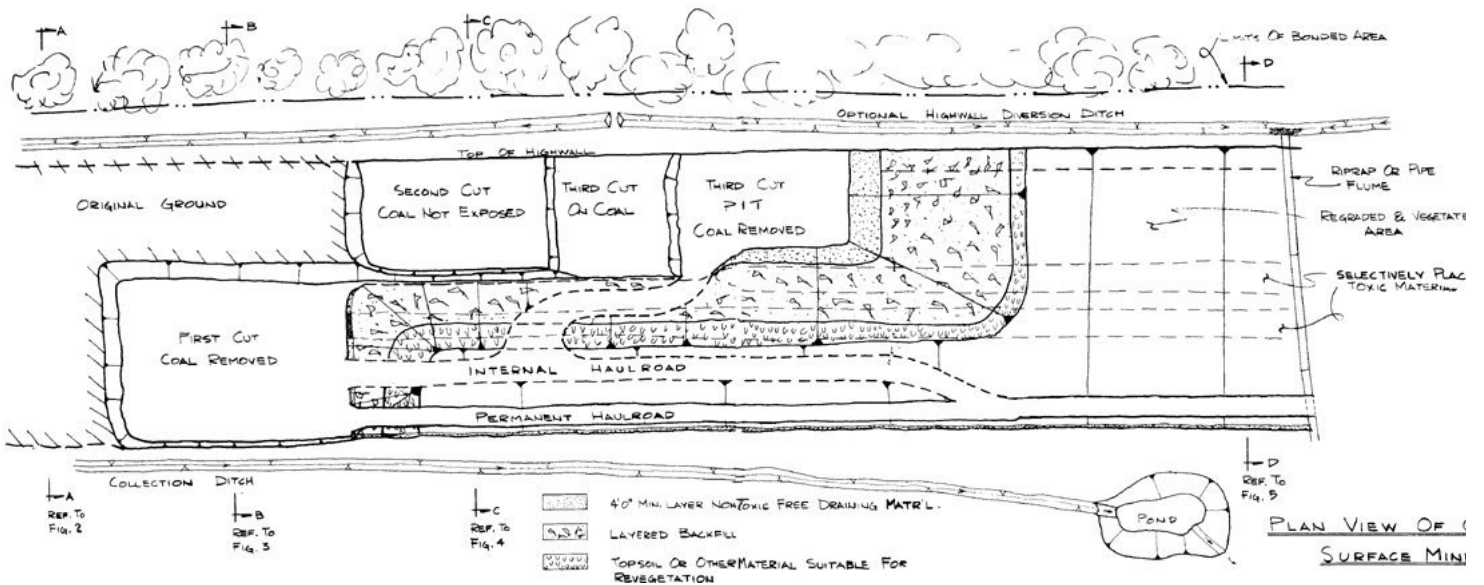 A
B
C
LIMITS OF BONDED AREA
D
OPTIONAL HIGHWALL DIVERSION DITCH
TOP OF HIGHWALL
ORIGINAL GROUND
SECOND CUT
COAL NOT EXPOSED
THIRD CUT
ON COAL
THIRD CUT
PIT
COAL REMOVED
RIPRAP OR PIPE
FLUME
REGRADED & VEGETATE
AREA
SELECTIVELY PLAC
TOXIC MATERIAL
FIRST CUT
COAL REMOVED
INTERNAL HAULROAD
PERMANENT HAULROAD
COLLECTION DITCH
A
REF. TO
FIG. 2
B
REF. TO
FIG. 3
C
REF. TO
FIG. 4
4'0" MIN. LAYER NONTOXIC FREE DRAINING MATR'L.
LAYERED BACKFILL
TOPSOIL OR OTHER MATERIAL SUITABLE FOR
REVEGETATION
POND
D
REF. TO
FIG. 5
PLAN VIEW OF
SURFACE MIN